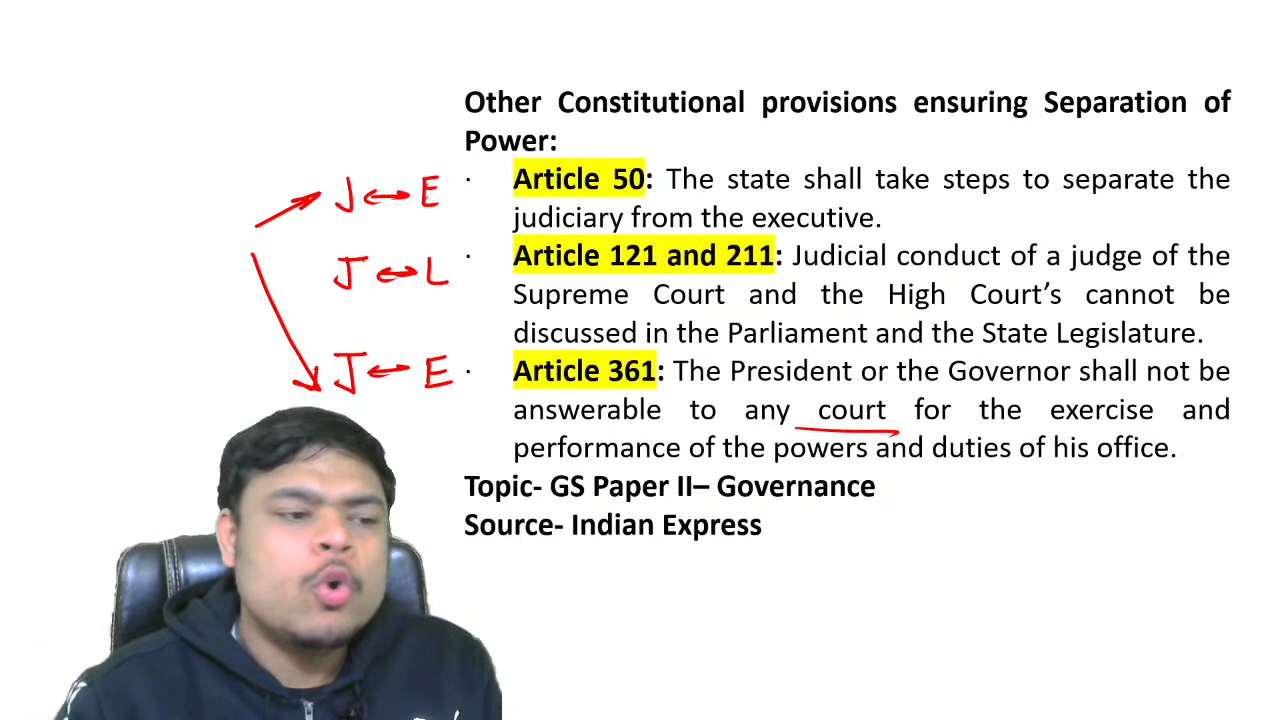 Other Constitutional provisions ensuring Separation of
Power:
J ↔ E
· Article 50: The state shall take steps to separate the
judiciary from the executive.
J ↔ L
· Article 121 and 211: Judicial conduct of a judge of the
Supreme Court and the High Court’s cannot be
discussed in the Parliament and the State Legislature.
J ↔ E
· Article 361: The President or the Governor shall not be
answerable to any court for the exercise and
performance of the powers and duties of his office.
Topic- GS Paper II– Governance
Source- Indian Express